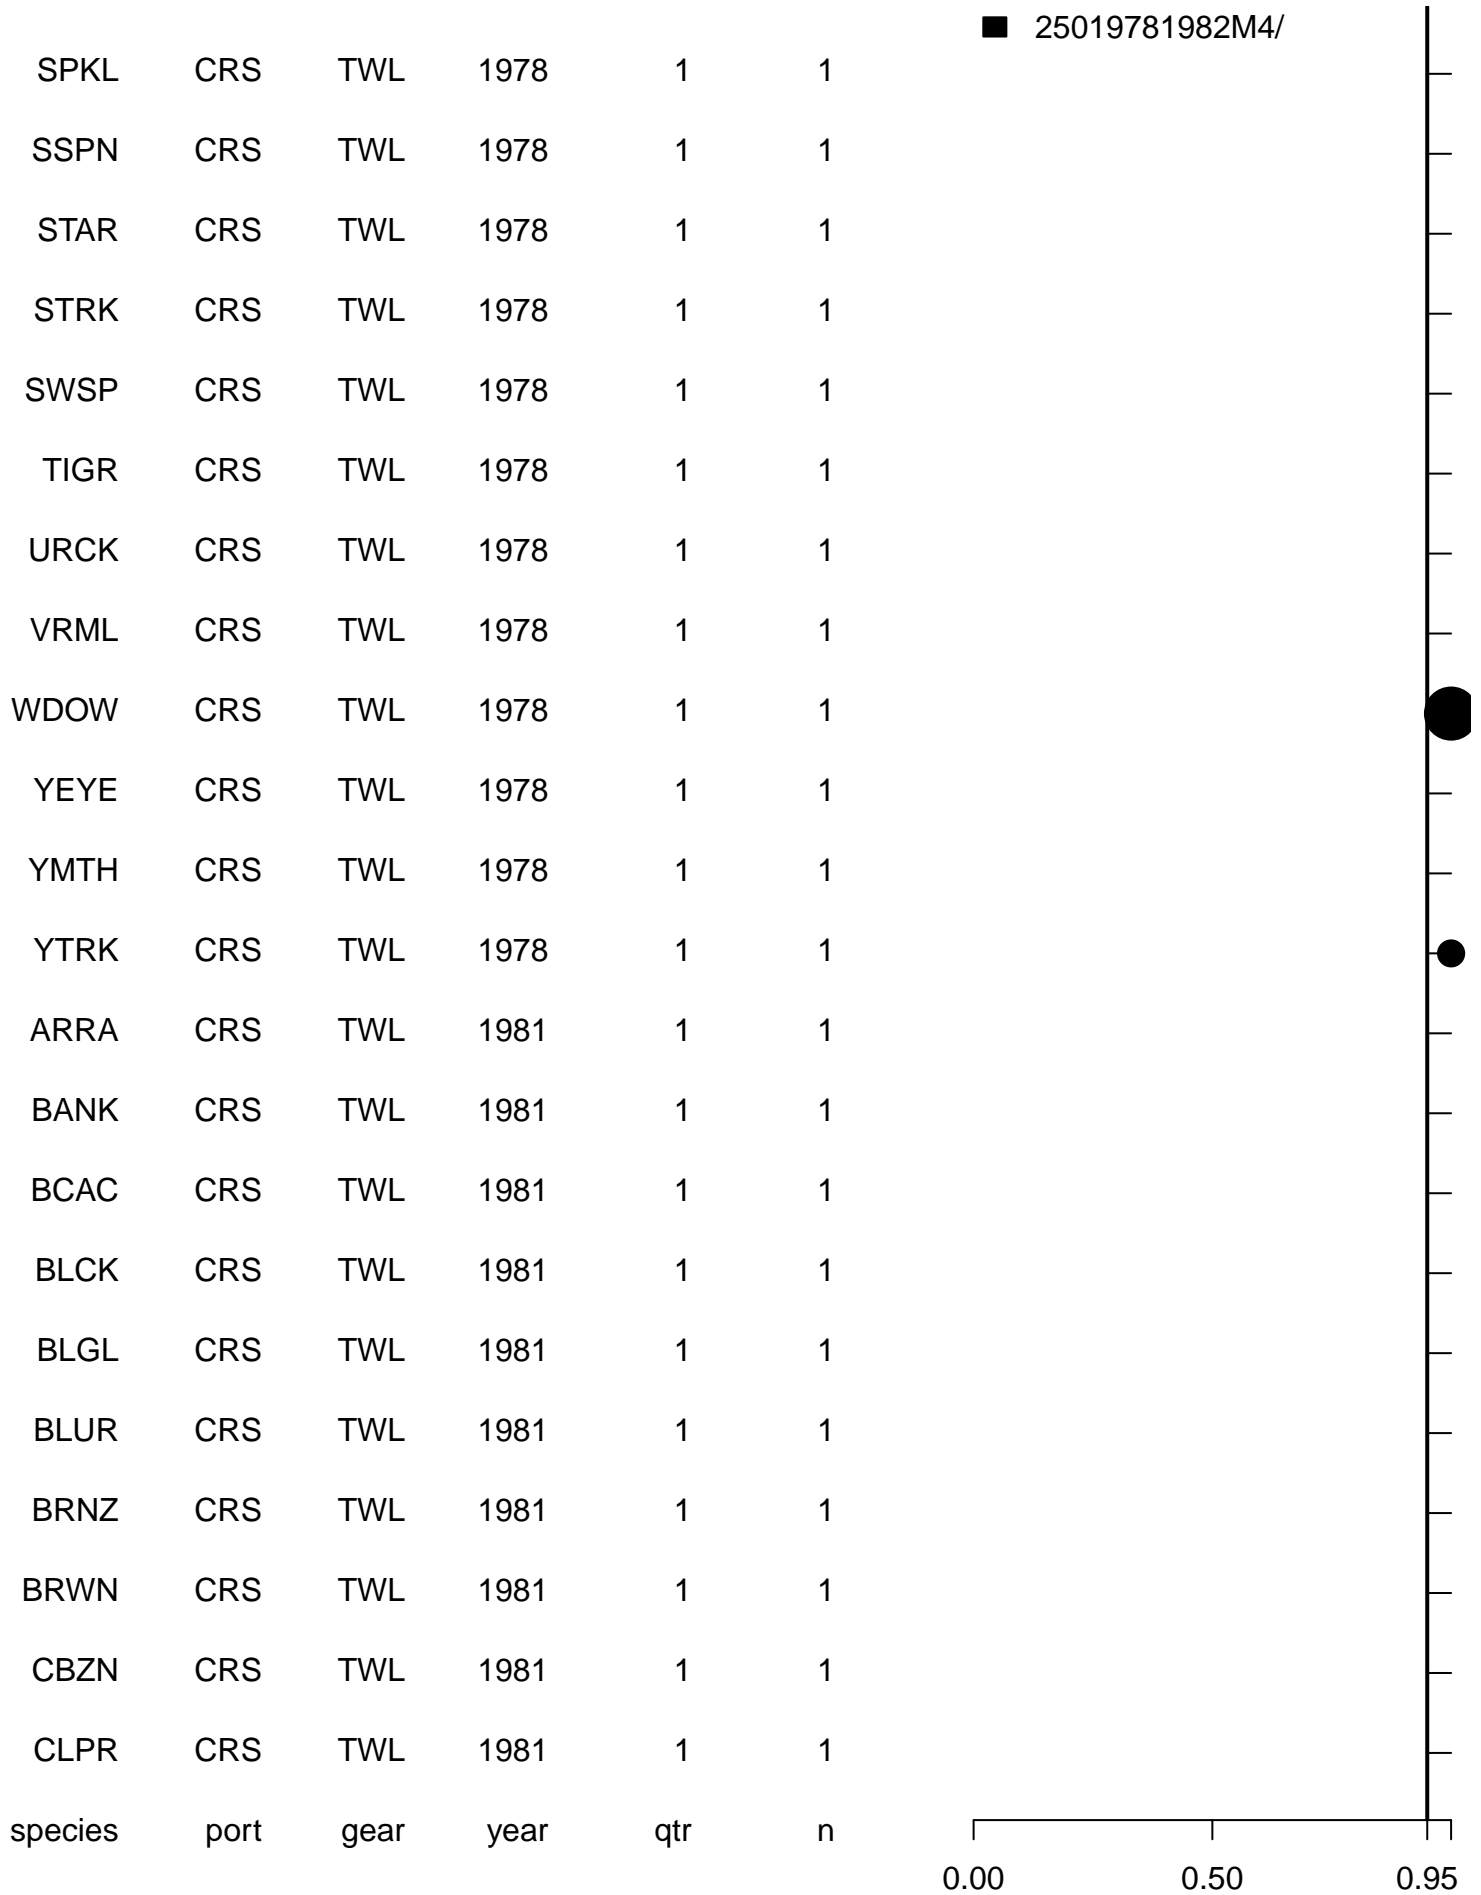 25019781982M4/
SPKL CRS TWL 1978 1 1
SSPN CRS TWL 1978 1 1
STAR CRS TWL 1978 1 1
STRK CRS TWL 1978 1 1
SWSP CRS TWL 1978 1 1
TIGR CRS TWL 1978 1 1
URCK CRS TWL 1978 1 1
VRML CRS TWL 1978 1 1
WDOW CRS TWL 1978 1 1
YEYE CRS TWL 1978 1 1
YMTH CRS TWL 1978 1 1
YTRK CRS TWL 1978 1 1
ARRA CRS TWL 1981 1 1
BANK CRS TWL 1981 1 1
BCAC CRS TWL 1981 1 1
BLCK CRS TWL 1981 1 1
BLGL CRS TWL 1981 1 1
BLUR CRS TWL 1981 1 1
BRNZ CRS TWL 1981 1 1
BRWN CRS TWL 1981 1 1
CBZN CRS TWL 1981 1 1
CLPR CRS TWL 1981 1 1
species port gear year qtr n
0.00 0.50 0.95